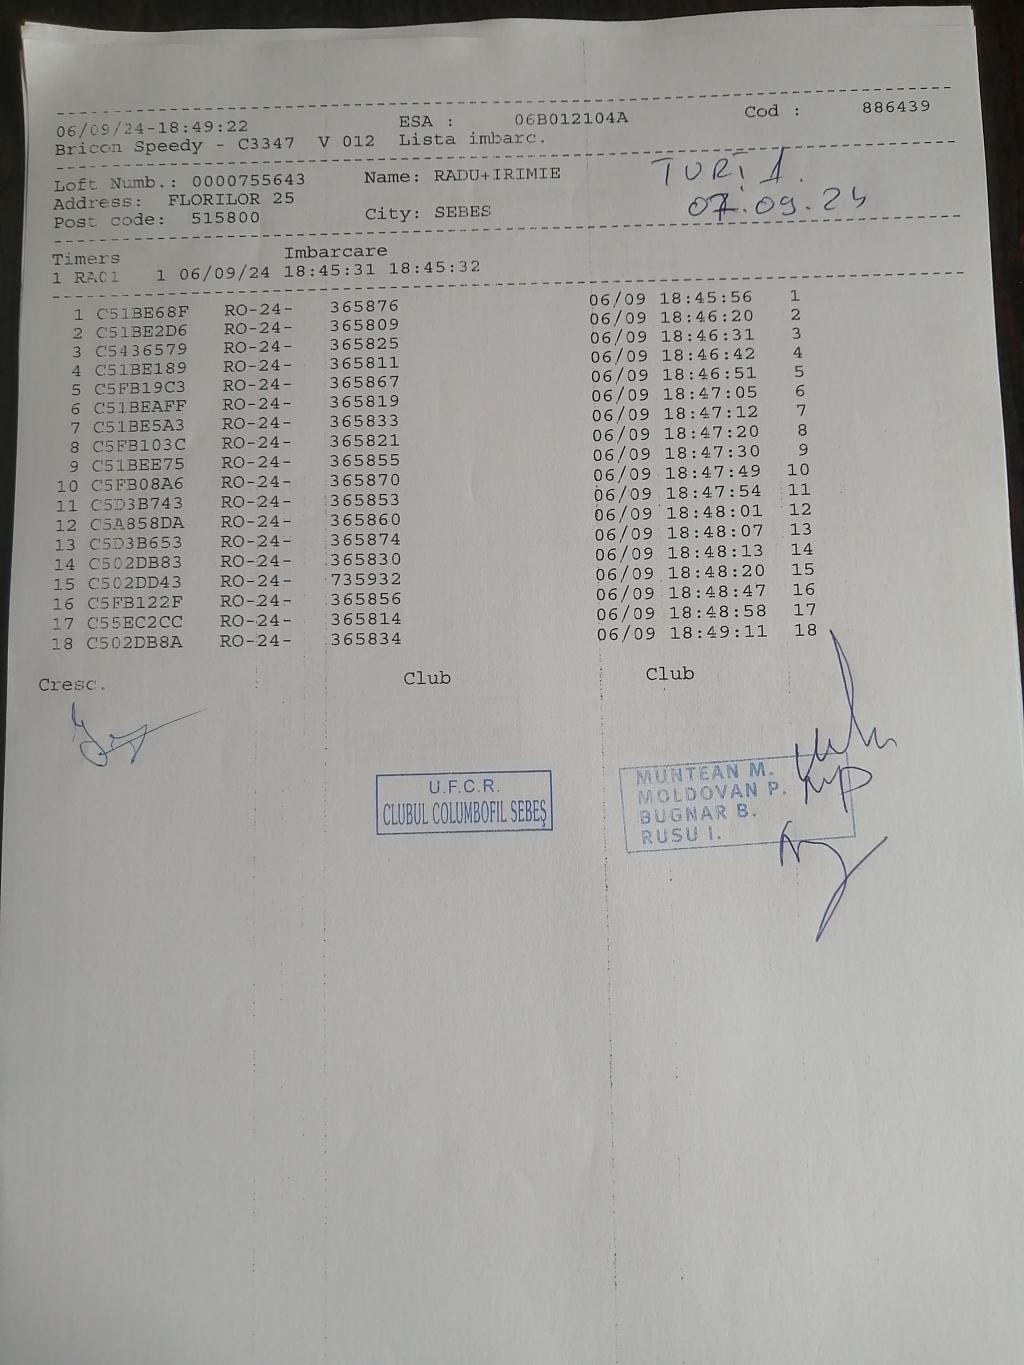 06/09/24-18:49:22 ESA : 06B012104A Cod : 886439
Bricon Speedy - C3347 V 012 Lista imbarc.
Loft Numb.: 0000755643 Name: RADU+IRIMIE
Address: FLORILOR 25
Post code: 515800 City: SEBES
TURI 1.
07.09.24
Timers Imbarcare
1 RA01 1 06/09/24 18:45:31 18:45:32
1 C51BE68F RO-24- 365876 06/09 18:45:56 1
2 C51BE2D6 RO-24- 365809 06/09 18:46:20 2
3 C5436579 RO-24- 365825 06/09 18:46:31 3
4 C51BE189 RO-24- 365811 06/09 18:46:42 4
5 C5FB19C3 RO-24- 365867 06/09 18:46:51 5
6 C51BEAFF RO-24- 365819 06/09 18:47:05 6
7 C51BE5A3 RO-24- 365833 06/09 18:47:12 7
8 C5FB103C RO-24- 365821 06/09 18:47:20 8
9 C51BEE75 RO-24- 365855 06/09 18:47:30 9
10 C5FB08A6 RO-24- 365870 06/09 18:47:49 10
11 C5D3B743 RO-24- 365853 06/09 18:47:54 11
12 C5A858DA RO-24- 365860 06/09 18:48:01 12
13 C5D3B653 RO-24- 365874 06/09 18:48:07 13
14 C502DB83 RO-24- 365830 06/09 18:48:13 14
15 C502DD43 RO-24- 735932 06/09 18:48:20 15
16 C5FB122F RO-24- 365856 06/09 18:48:47 16
17 C55EC2CC RO-24- 365814 06/09 18:48:58 17
18 C502DB8A RO-24- 365834 06/09 18:49:11 18
Cresc. Club Club
U.F.C.R.
CLUBUL COLUMBOFIL SEBEȘ
MUNTEAN M.
MOLDOVAN P.
BUGNAR B.
RUSU I.